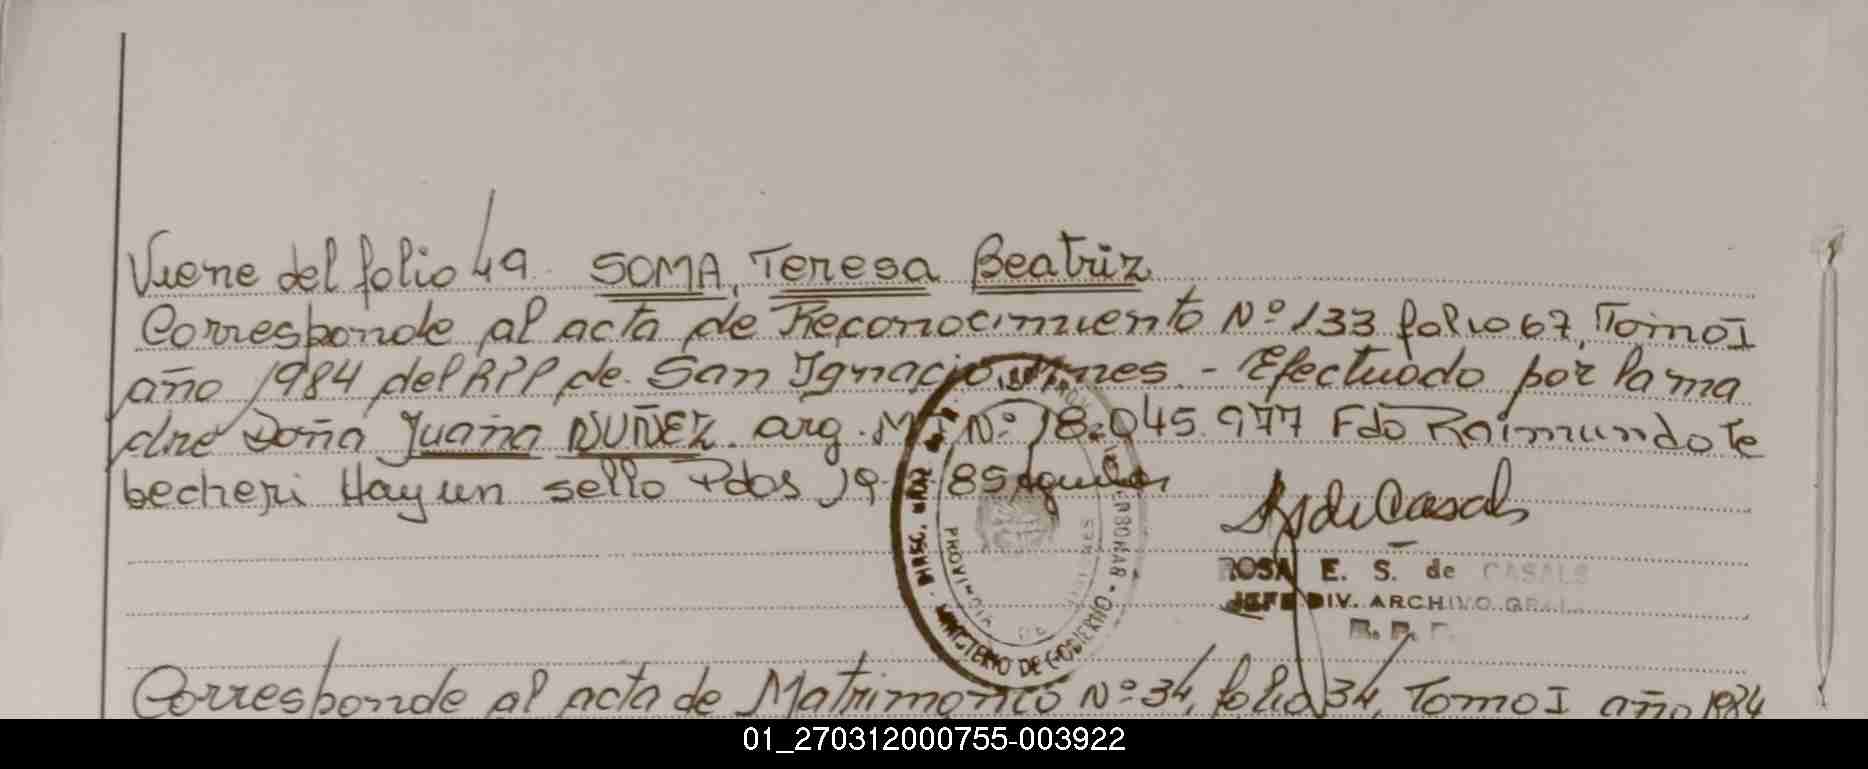 Viene del folio 49. SOMA, Teresa Beatriz
Corresponde al acta de Reconocimiento Nº 133 folio 67, Tomo I
año 1984 del RPP de San Ignacio Mnes. - Efectuado por la ma
dre Doña Juana NUÑEZ. arg. M.I Nº 18.045.977 Fdo Raimundo Te
becheri Hay un sello Pdas 19- 85
ROSA E. S. de CASALS
JEFE DIV. ARCHIVO GRAL.
MINISTERIO DE GOBIERNO
PROVINCIA DE MISIONES
Corresponde al acta de Matrimonio Nº 34, folio 34, Tomo I año 1984
01_270312000755-003922